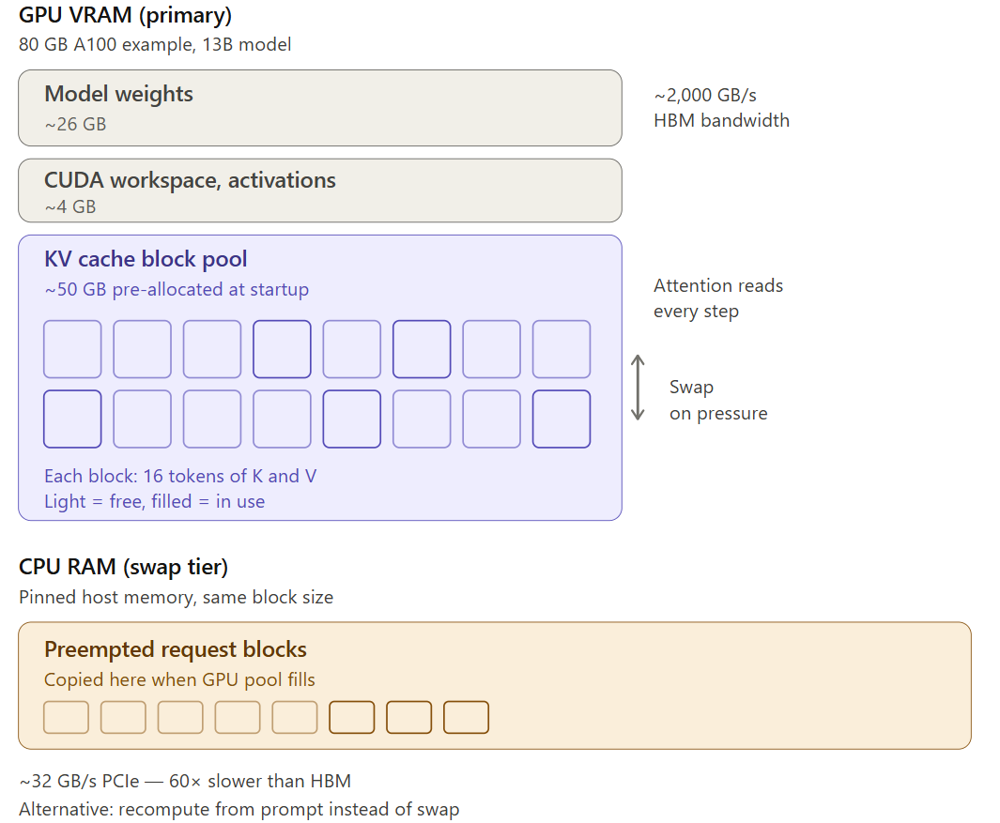 GPU VRAM (primary)
80 GB A100 example, 13B model
Model weights
~26 GB
~2,000 GB/s
HBM bandwidth
CUDA workspace, activations
~4 GB
KV cache block pool
~50 GB pre-allocated at startup
Attention reads
every step
Swap
on pressure
Each block: 16 tokens of K and V
Light = free, filled = in use
CPU RAM (swap tier)
Pinned host memory, same block size
Preempted request blocks
Copied here when GPU pool fills
~32 GB/s PCIe — 60× slower than HBM
Alternative: recompute from prompt instead of swap